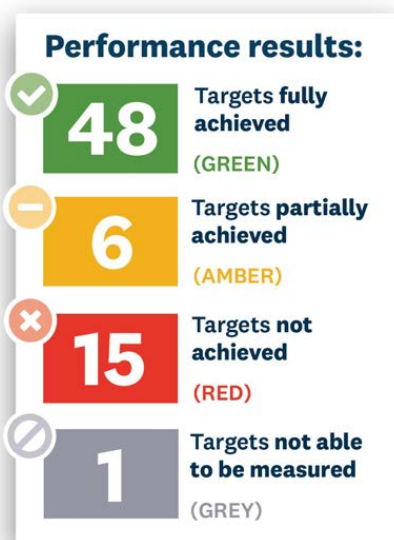 Performance results:
48
Targets fully
achieved
(GREEN)
6
Targets partially
achieved
(AMBER)
15
Targets not
achieved
(RED)
1
Targets not able
to be measured
(GREY)